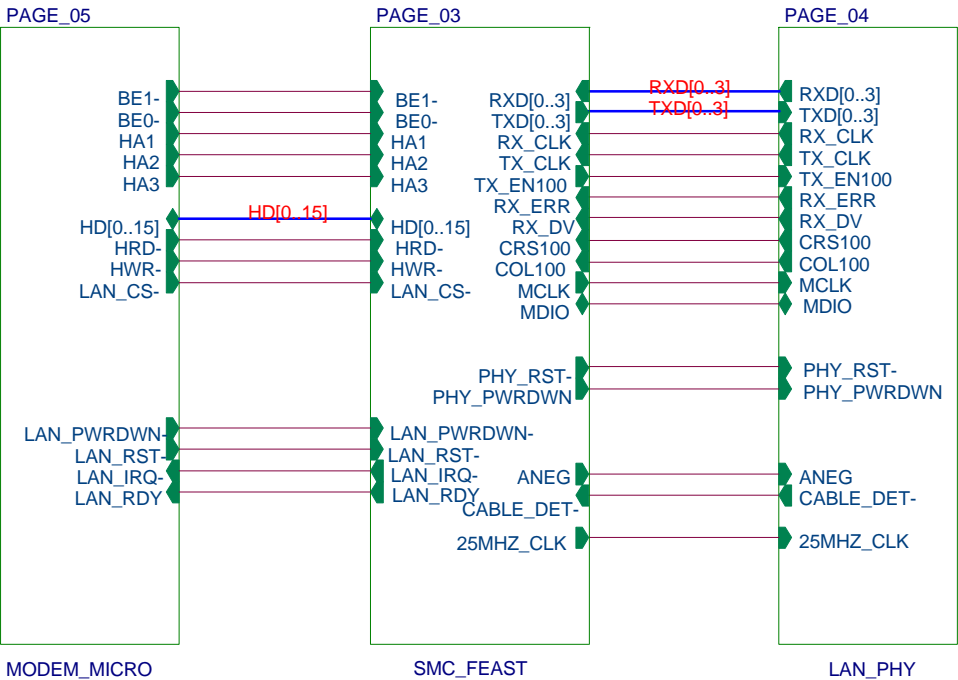 PAGE_05 PAGE_03 PAGE_04
BE1- BE1- RXD[0..3] RXD[0..3] RXD[0..3]
BE0- BE0- TXD[0..3] TXD[0..3] TXD[0..3]
HA1 HA1 RX_CLK RX_CLK
HA2 HA2 TX_CLK TX_CLK
HA3 HA3 TX_EN100 TX_EN100
RX_ERR RX_ERR
HD[0..15] HD[0..15] HD[0..15] RX_DV RX_DV
HRD- HRD- CRS100 CRS100
HWR- HWR- COL100 COL100
LAN_CS- LAN_CS- MCLK MCLK
MDIO MDIO
PHY_RST- PHY_RST-
PHY_PWRDWN PHY_PWRDWN
LAN_PWRDWN- LAN_PWRDWN-
LAN_RST- LAN_RST-
LAN_IRQ- LAN_IRQ- ANEG ANEG
LAN_RDY LAN_RDY CABLE_DET- CABLE_DET-
25MHZ_CLK 25MHZ_CLK
MODEM_MICRO SMC_FEAST LAN_PHY